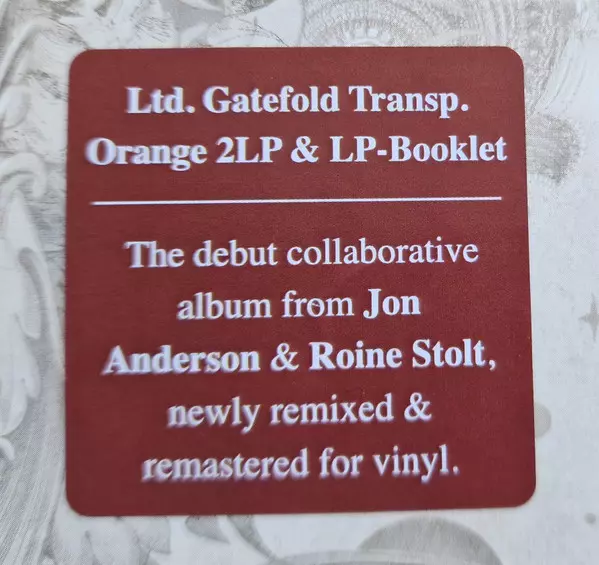 Ltd. Gatefold Transp.
Orange 2LP & LP-Booklet
The debut collaborative
album from Jon
Anderson & Roine Stolt,
newly remixed &
remastered for vinyl.